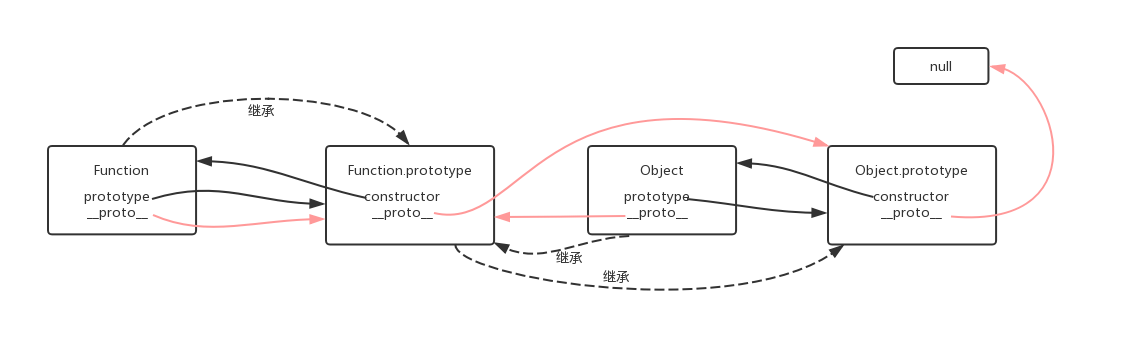 null
继承
Function
prototype
__proto__
Function.prototype
constructor
__proto__
Object
prototype
__proto__
Object.prototype
constructor
__proto__
继承
继承